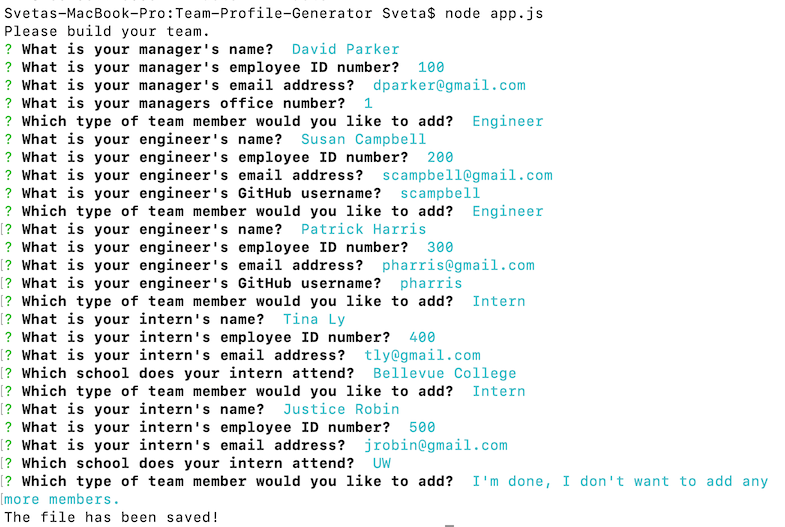 Svetas-MacBook-Pro:Team-Profile-Generator Sveta$ node app.js
Please build your team.
? What is your manager's name?  David Parker
? What is your manager's employee ID number?  100
? What is your manager's email address?  dparker@gmail.com
? What is your managers office number?  1
? Which type of team member would you like to add?  Engineer
? What is your engineer's name?  Susan Campbell
? What is your engineer's employee ID number?  200
? What is your engineer's email address?  scampbell@gmail.com
? What is your engineer's GitHub username?  scampbell
? Which type of team member would you like to add?  Engineer
? What is your engineer's name?  Patrick Harris
? What is your engineer's employee ID number?  300
? What is your engineer's email address?  pharris@gmail.com
? What is your engineer's GitHub username?  pharris
? Which type of team member would you like to add?  Intern
? What is your intern's name?  Tina Ly
? What is your intern's employee ID number?  400
? What is your intern's email address?  tly@gmail.com
? Which school does your intern attend?  Bellevue College
? Which type of team member would you like to add?  Intern
? What is your intern's name?  Justice Robin
? What is your intern's employee ID number?  500
? What is your intern's email address?  jrobin@gmail.com
? Which school does your intern attend?  UW
? Which type of team member would you like to add?  I'm done, I don't want to add any
more members.
The file has been saved!